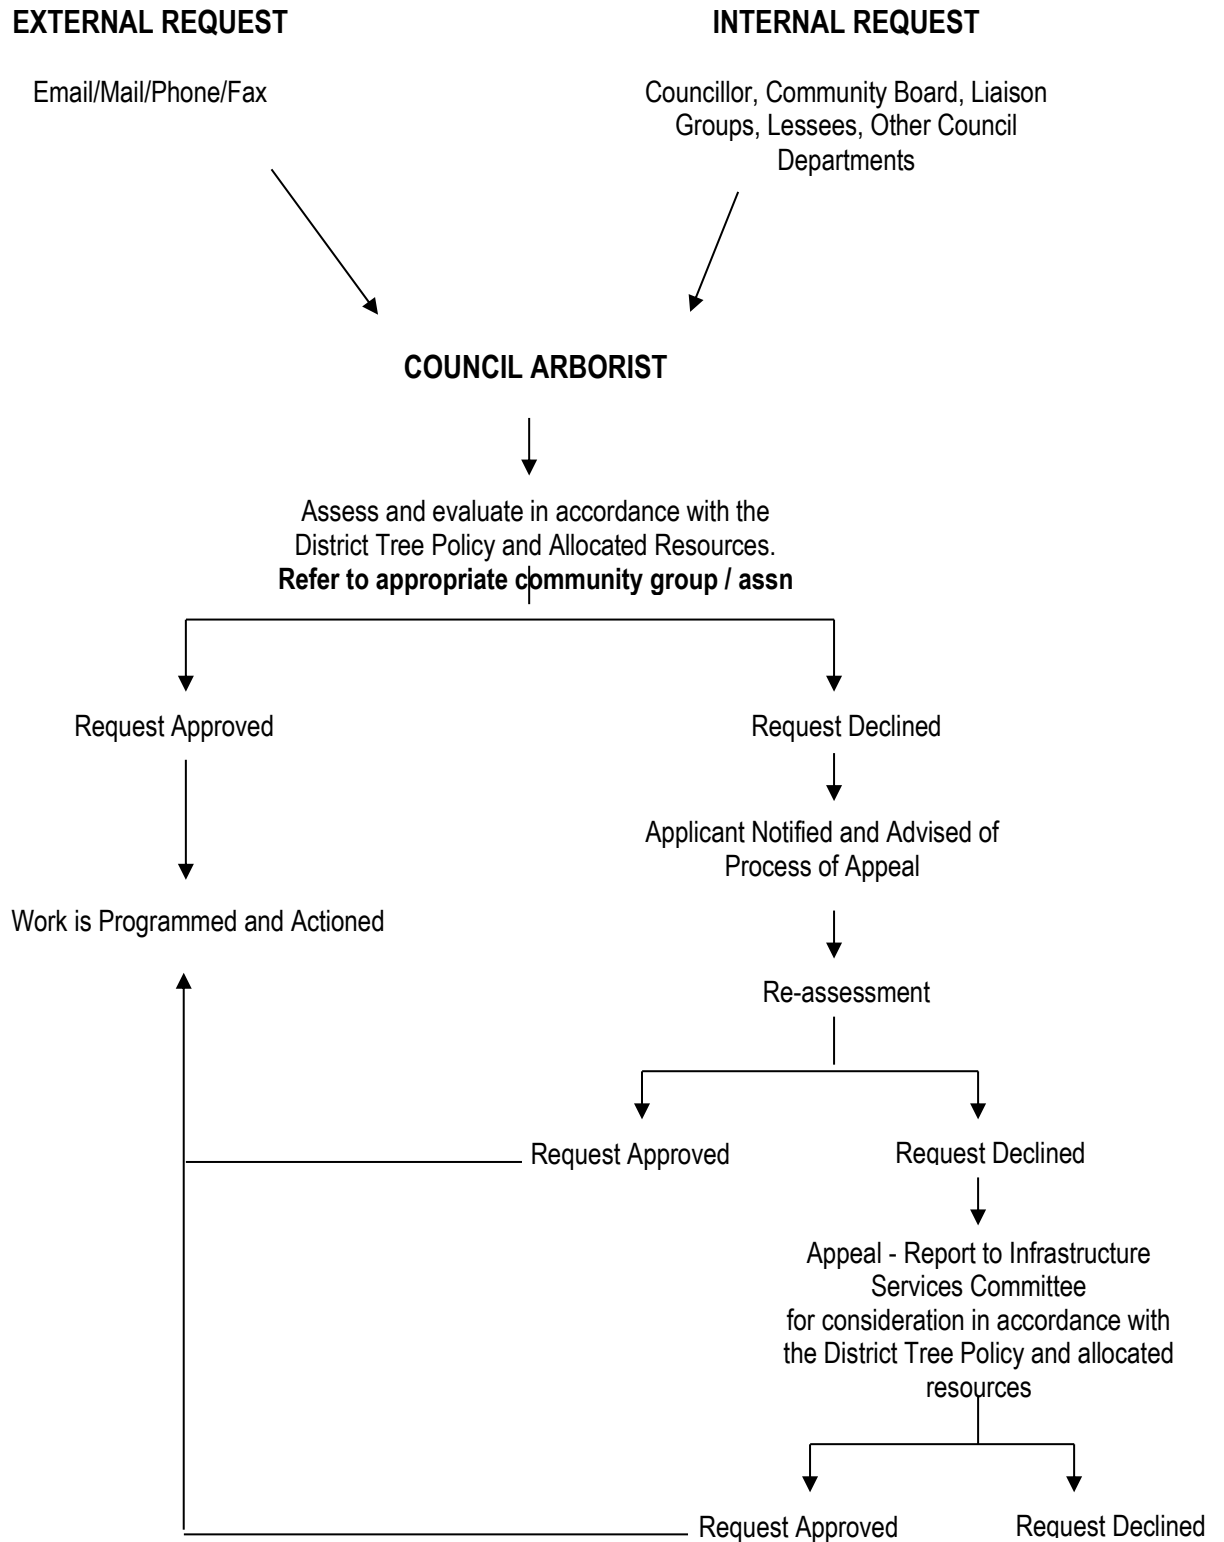 EXTERNAL REQUEST
INTERNAL REQUEST
Email/Mail/Phone/Fax
Councillor, Community Board, Liaison
Groups, Lessees, Other Council
Departments
COUNCIL ARBORIST
Assess and evaluate in accordance with the
District Tree Policy and Allocated Resources.
Refer to appropriate community group / assn
Request Approved
Request Declined
Applicant Notified and Advised of
Process of Appeal
Work is Programmed and Actioned
Re-assessment
Request Approved
Request Declined
Appeal - Report to Infrastructure
Services Committee
for consideration in accordance with
the District Tree Policy and allocated
resources
Request Approved
Request Declined